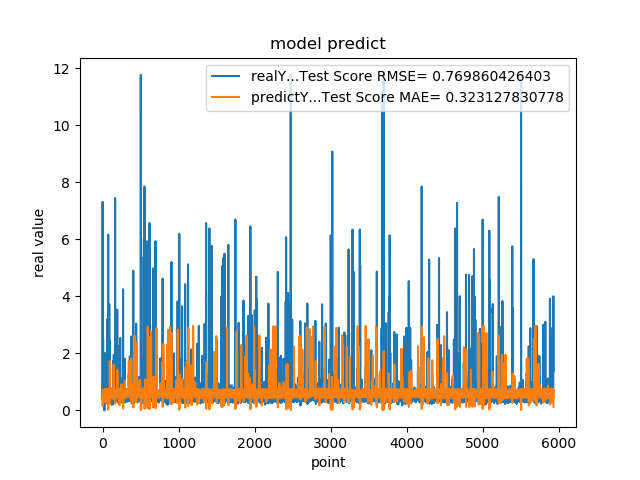 model predict
realY...Test Score RMSE= 0.769860426403
predictY...Test Score MAE= 0.323127830778
12
10
8
6
4
2
0
real value
0 1000 2000 3000 4000 5000 6000
point